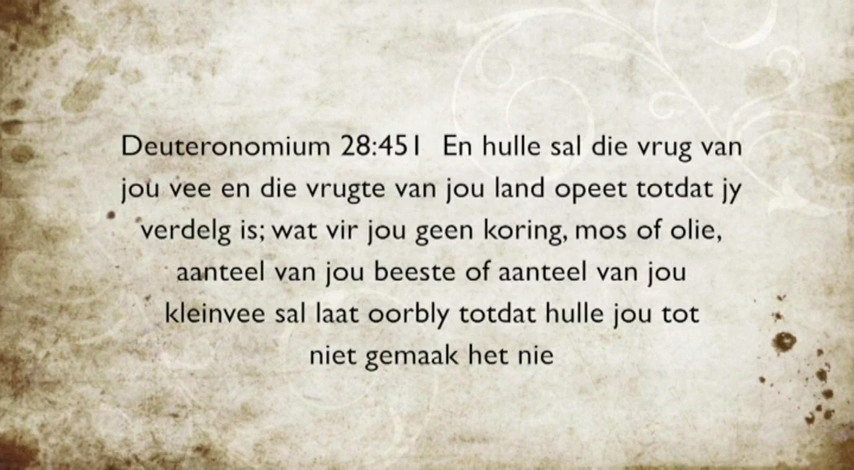 Deuteronomium 28:451  En hulle sal die vrug van
jou vee en die vrugte van jou land opeet totdat jy
verdelg is; wat vir jou geen koring, mos of olie,
aanteel van jou beeste of aanteel van jou
kleinvee sal laat oorbly totdat hulle jou tot
niet gemaak het nie